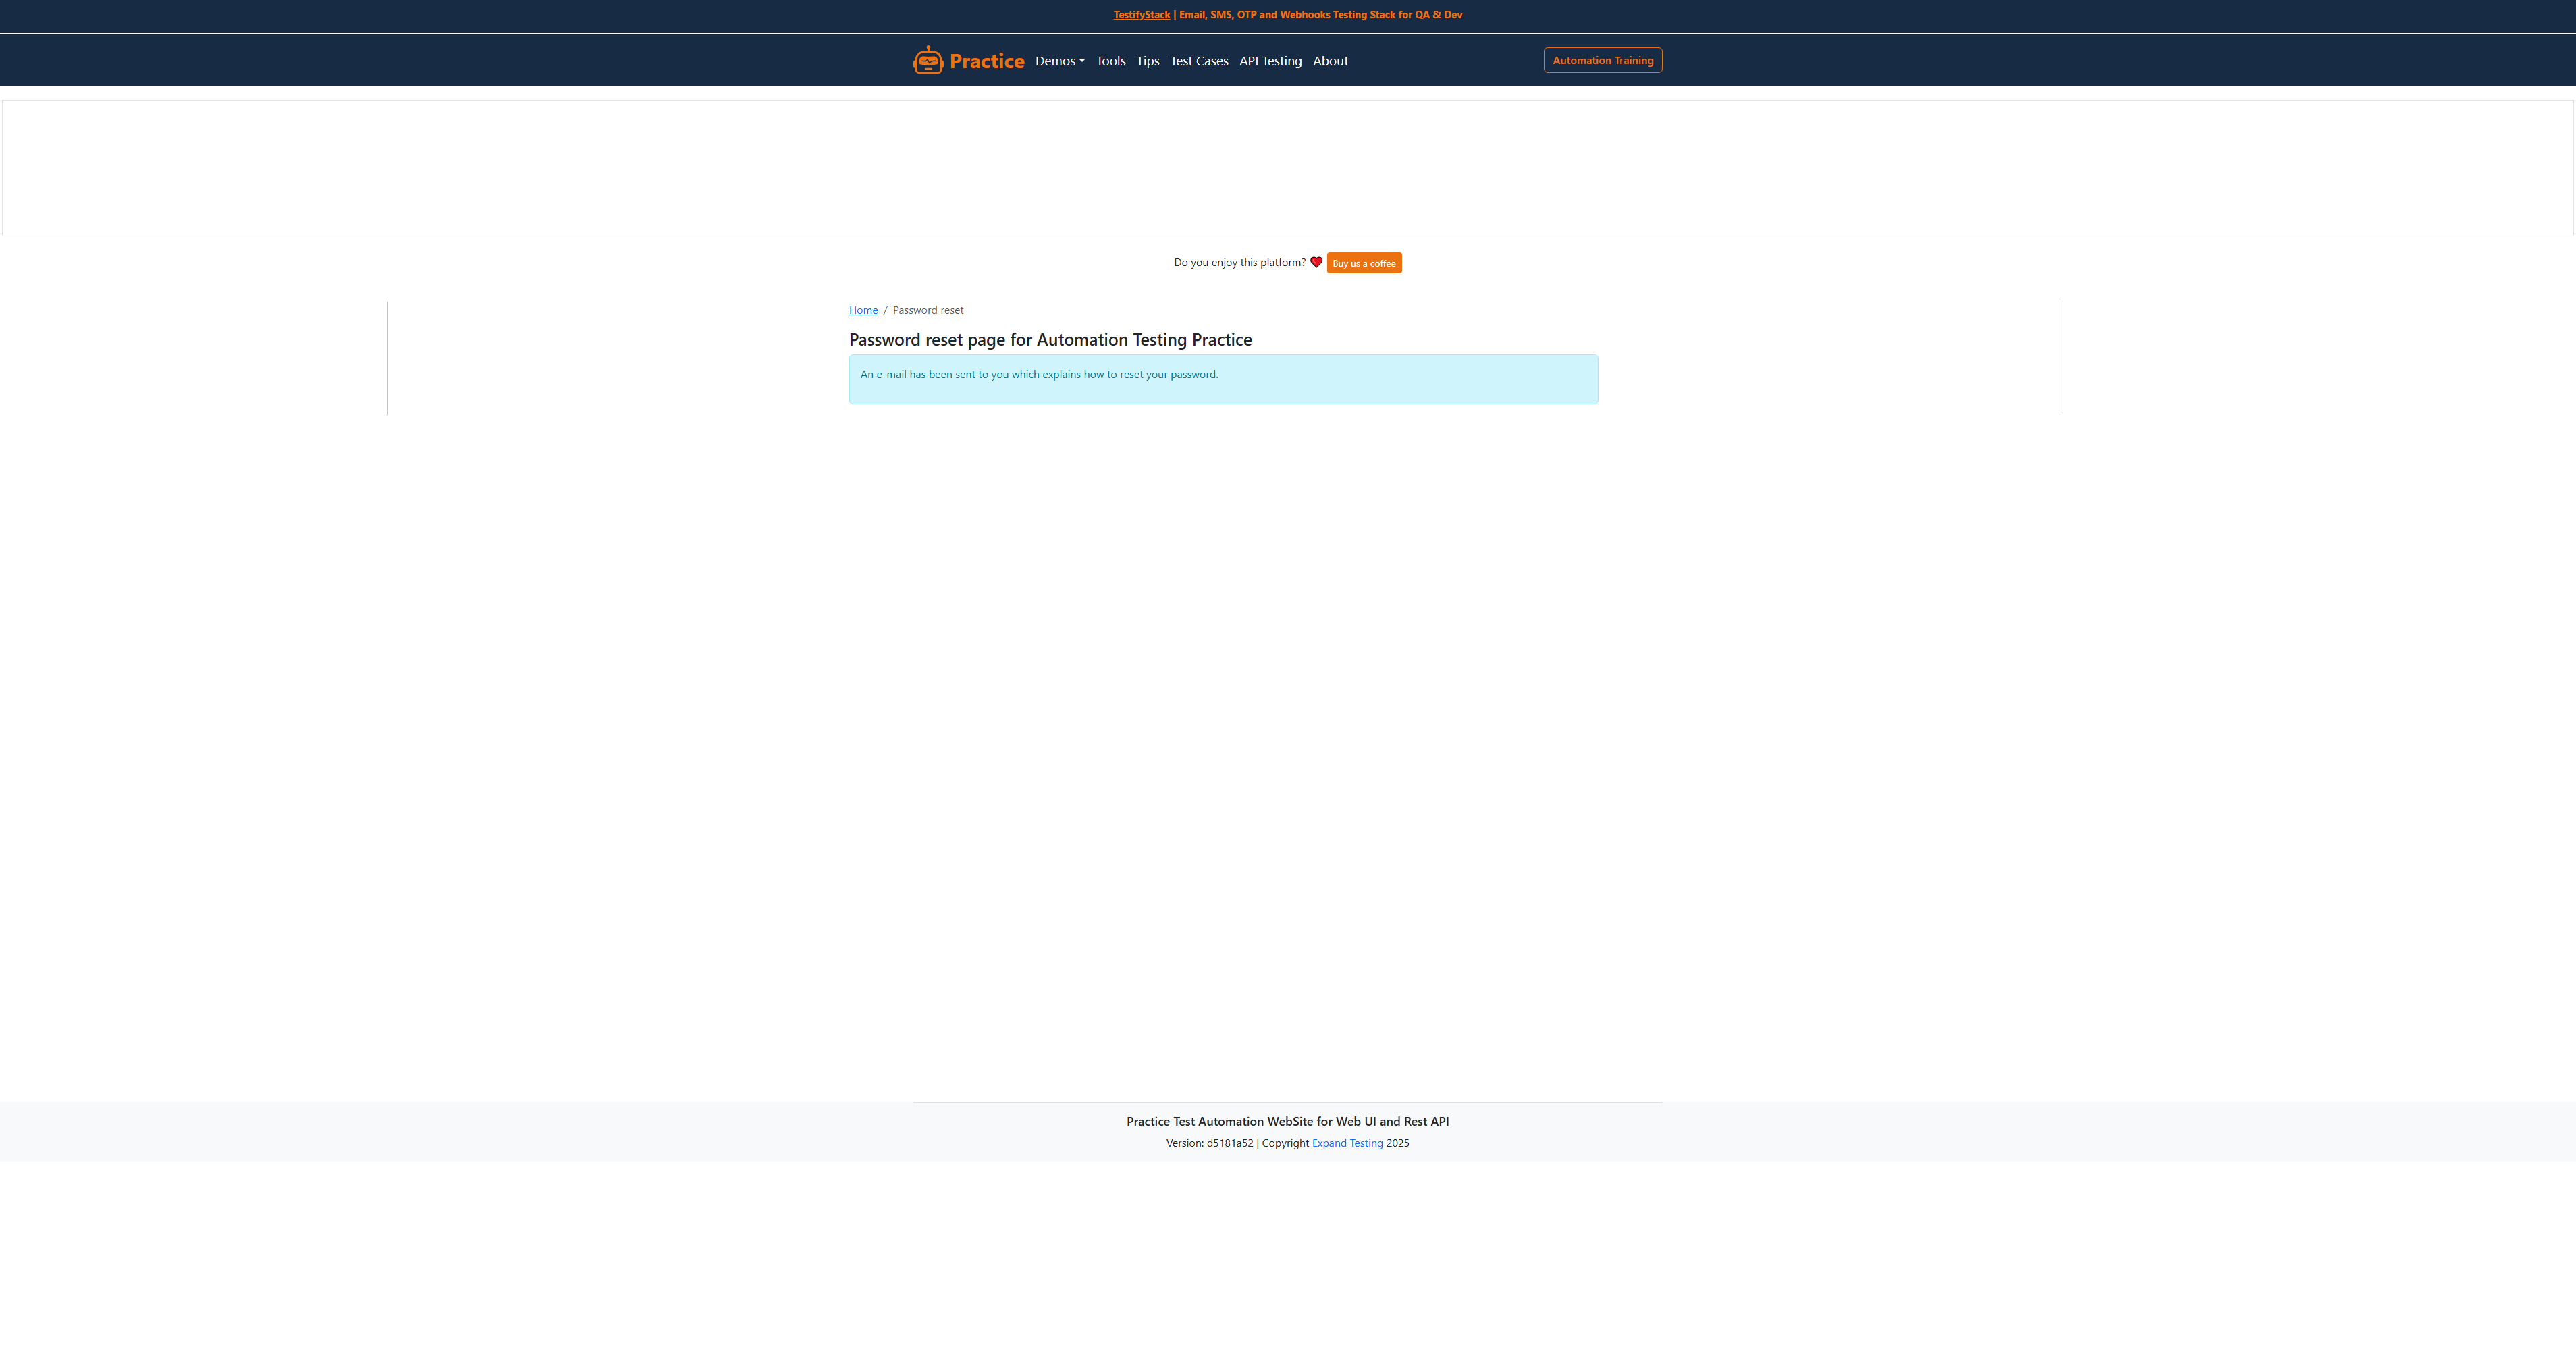 TestifyStack | Email, SMS, OTP and Webhooks Testing Stack for QA & Dev
Practice Demos Tools Tips Test Cases API Testing About Automation Training
Do you enjoy this platform? Buy us a coffee
Home / Password reset
Password reset page for Automation Testing Practice
An e-mail has been sent to you which explains how to reset your password.
Practice Test Automation WebSite for Web UI and Rest API
Version: d5181a52 | Copyright Expand Testing 2025